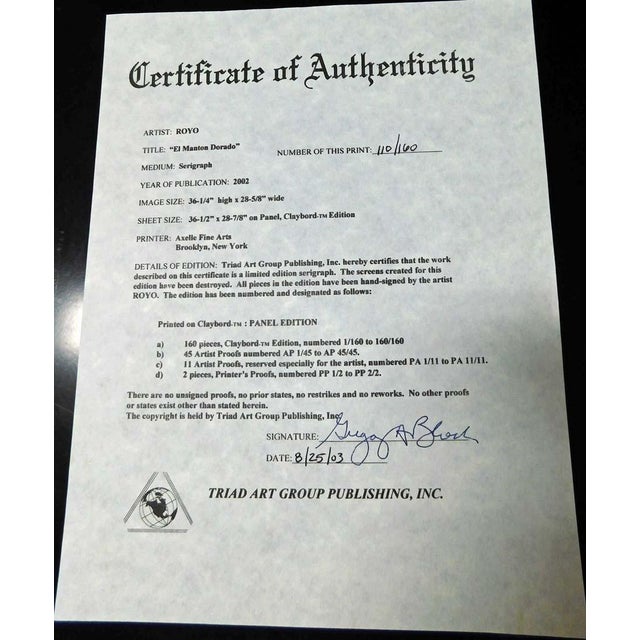 Certificate of Authenticity
ARTIST: ROYO
TITLE: "El Manton Dorado" NUMBER OF THIS PRINT: 110/160
MEDIUM: Serigraph
YEAR OF PUBLICATION: 2002
IMAGE SIZE: 36-1/4" high x 28-5/8" wide
SHEET SIZE: 36-1/2" x 28-7/8" on Panel, Claybord-TM Edition
PRINTER: Axelle Fine Arts
Brooklyn, New York
DETAILS OF EDITION: Triad Art Group Publishing, Inc. hereby certifies that the work
described on this certificate is a limited edition serigraph. The screens created for this
edition have been destroyed. All pieces in the edition have been hand-signed by the artist
ROYO. The edition has been numbered and designated as follows:
Printed on Claybord-TM : PANEL EDITION
a) 160 pieces, Claybord-TM Edition, numbered 1/160 to 160/160
b) 45 Artist Proofs numbered AP 1/45 to AP 45/45.
c) 11 Artist Proofs, reserved especially for the artist, numbered PA 1/11 to PA 11/11.
d) 2 pieces, Printer's Proofs, numbered PP 1/2 to PP 2/2.
There are no unsigned proofs, no prior states, no restrikes and no reworks. No other proofs
or states exist other than stated herein.
The copyright is held by Triad Art Group Publishing, Inc
SIGNATURE:
DATE: 8/25/03
TRIAD ART GROUP PUBLISHING, INC.